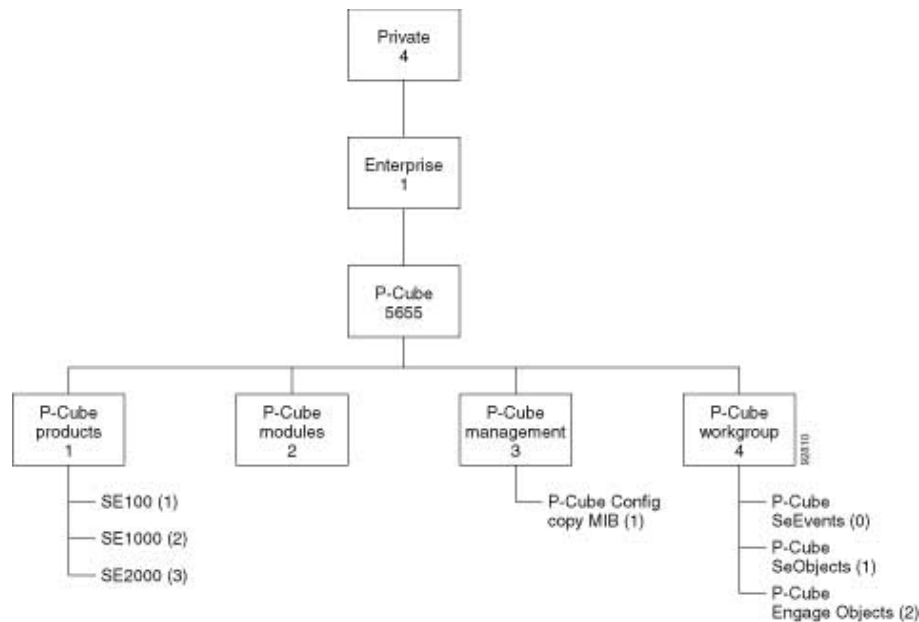 Private
4
Enterprise
1
P-Cube
5655
P-Cube
products
1
P-Cube
modules
2
P-Cube
management
3
P-Cube
workgroup
4
92810
SE100 (1)
SE1000 (2)
SE2000 (3)
P-Cube Config
copy MIB (1)
P-Cube
SeEvents (0)
P-Cube
SeObjects (1)
P-Cube
Engage Objects (2)